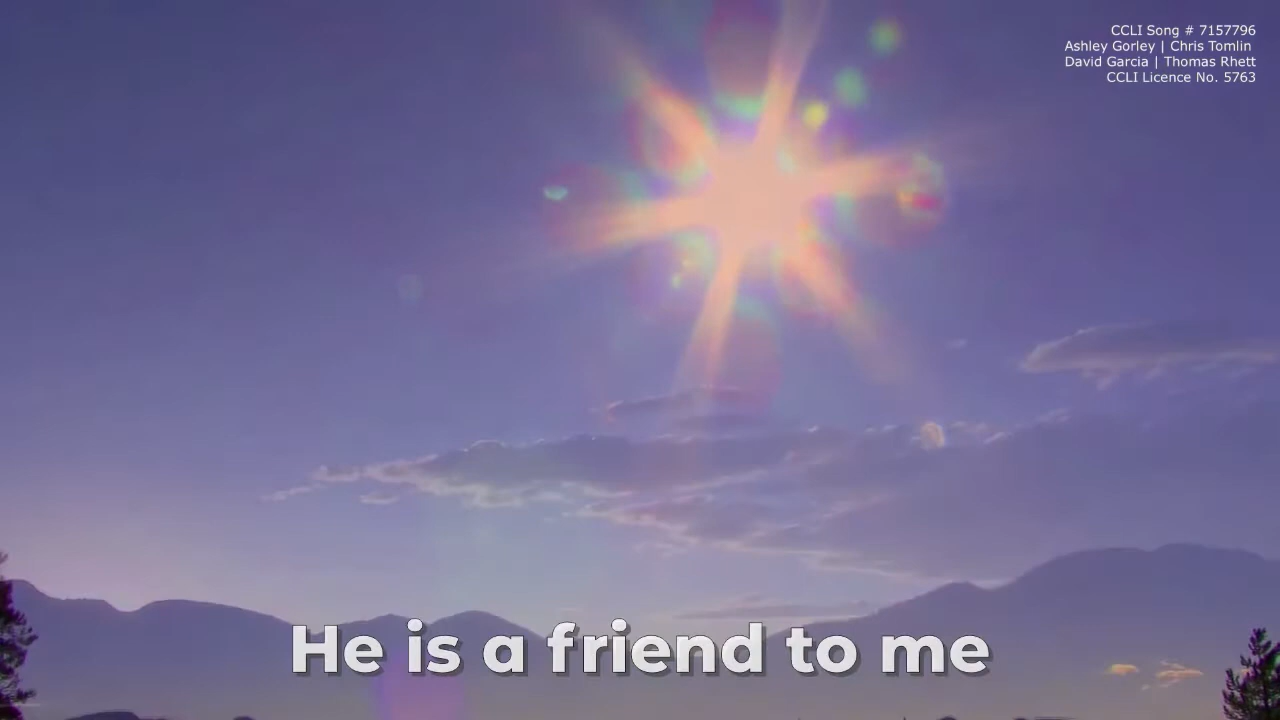 CCLI Song # 7157796
Ashley Gorley | Chris Tomlin
David Garcia | Thomas Rhett
CCLI Licence No. 5763
He is a friend to me